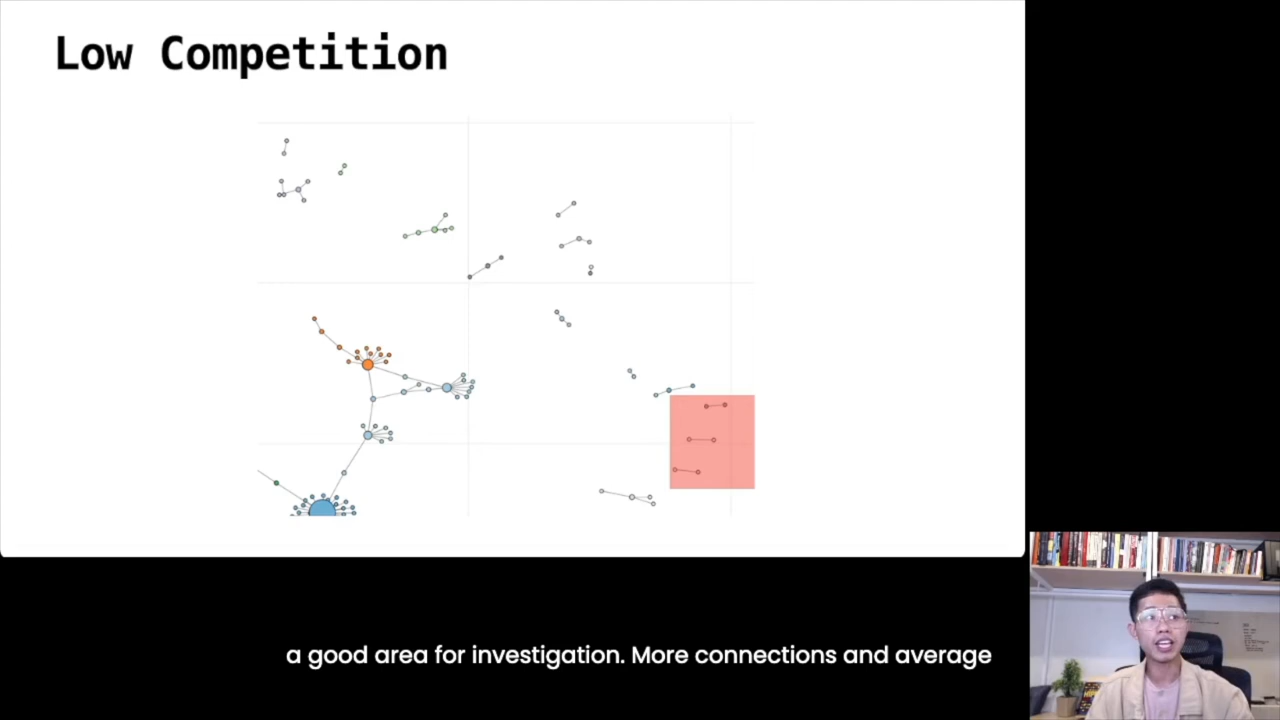 Low Competition
a good area for investigation. More connections and average